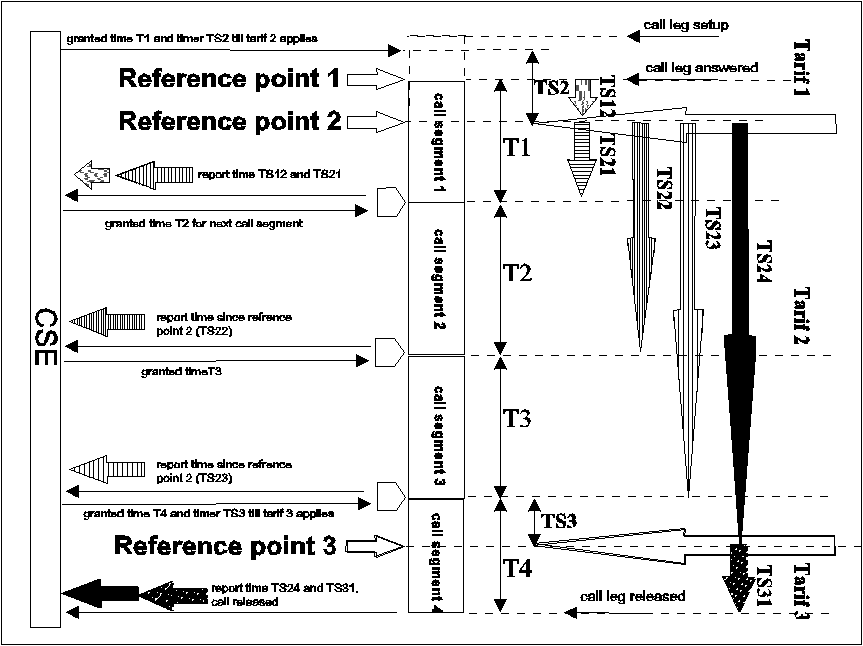 granted time T1 and timer TS2 till tarif 2 applies
call leg setup
Reference point 1
call leg answered
Tarif 1
TS2
TS12
Reference point 2
call segment 1
T1
TS21
report time TS12 and TS21
TS22
TS23
TS24
granted time T2 for next call segment
call segment 2
T2
Tarif 2
CSE
report time since refrence
point 2 (TS22)
granted timeT3
call segment 3
T3
report time since refrence
point 2 (TS23)
granted time T4 and timer TS3 till tarif 3 applies
TS3
Reference point 3
call segment 4
T4
TS31
Tarif 3
report time TS24 and TS31,
call released
call leg released